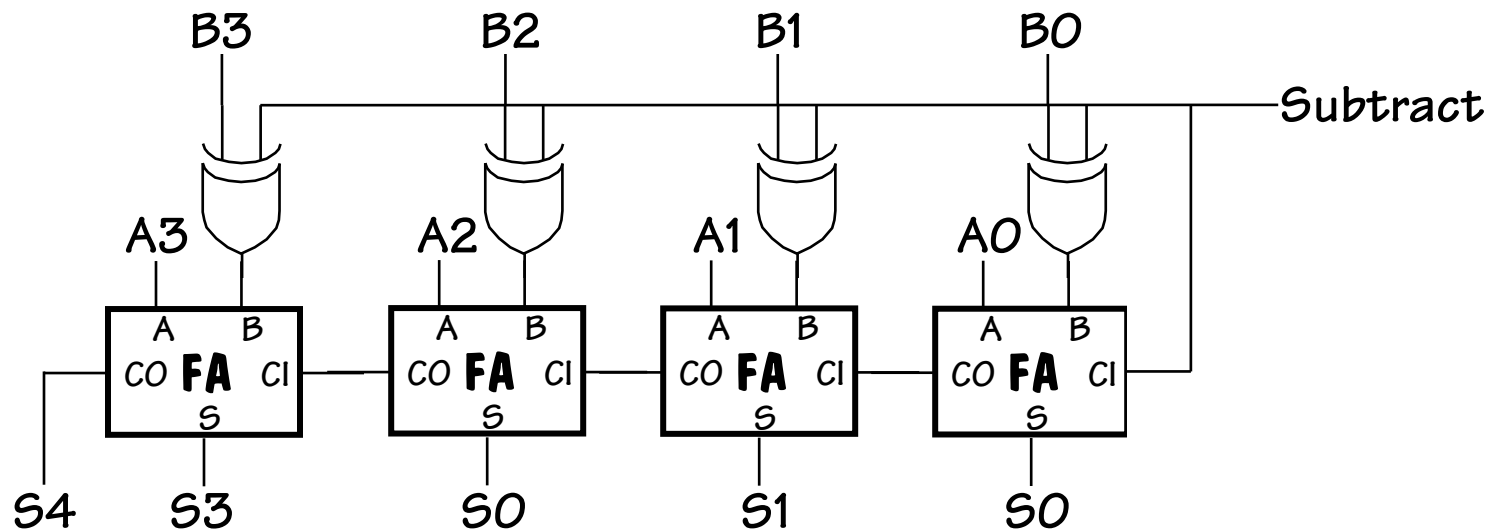 B3 B2 B1 B0
Subtract
A3 A2 A1 A0
A B A B A B A B
CO FA CI CO FA CI CO FA CI CO FA CI
S S S S
S4 S3 S0 S1 S0